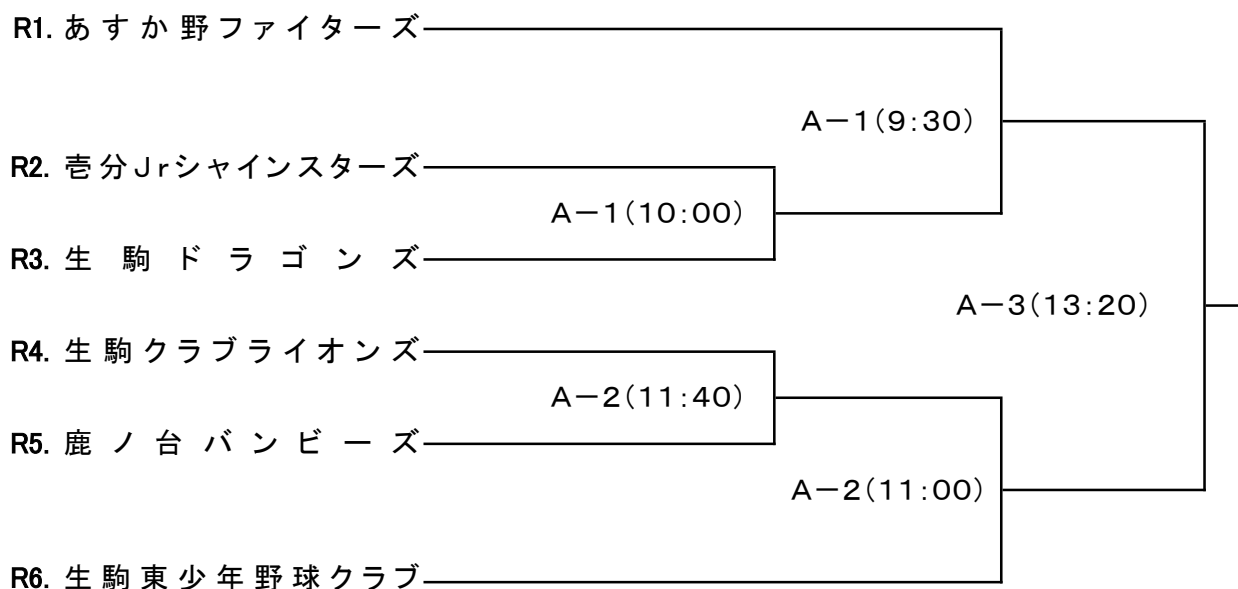 R1. あすか野ファイターズ
A－1(9:30)
R2. 壱分Jrシャインスターズ
A－1(10:00)
R3. 生駒ドラゴンズ
A－3(13:20)
R4. 生駒クラブライオンズ
A－2(11:40)
R5. 鹿ノ台バンビーズ
A－2(11:00)
R6. 生駒東少年野球クラブ